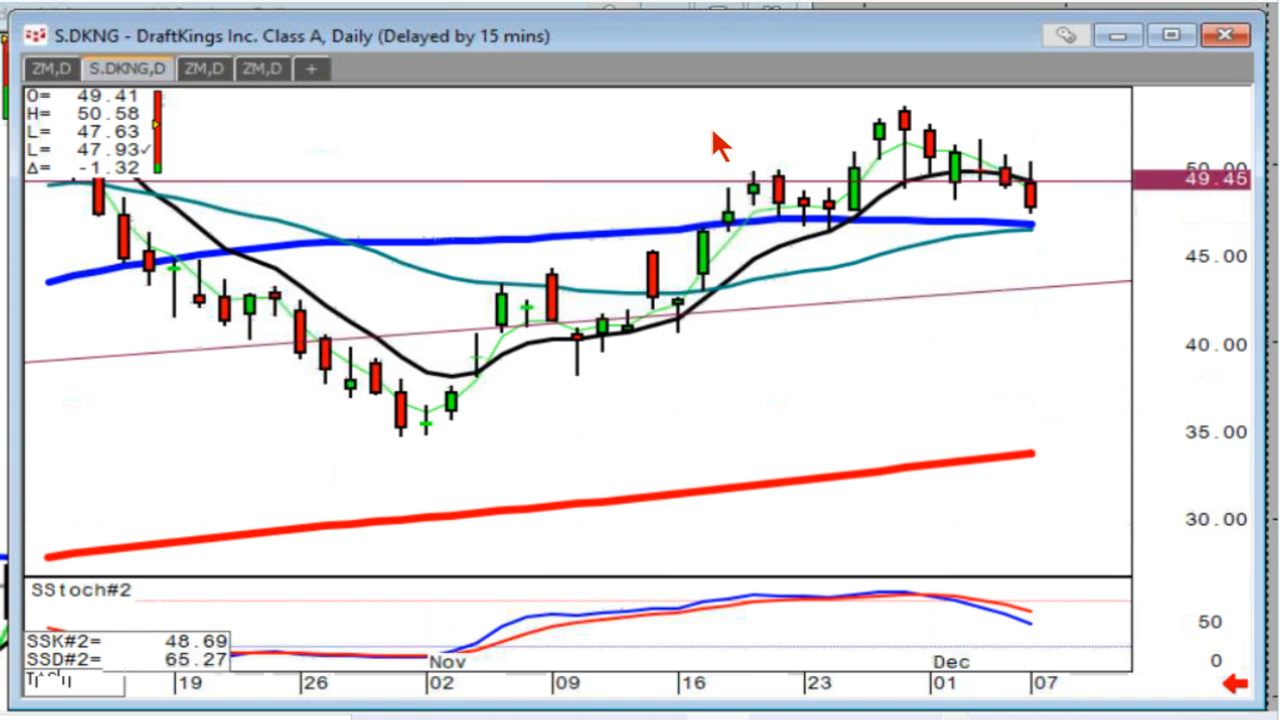 S.DKNG - DraftKings Inc. Class A, Daily (Delayed by 15 mins)
ZM,D S.DKNG,D ZM,D ZM,D +
O= 49.41
H= 50.58
L= 47.63
L= 47.93✓
Δ= -1.32
50.00
49.45
45.00
40.00
35.00
30.00
SStoch#2
50
0
SSK#2= 48.69
SSD#2= 65.27
Nov Dec
19 26 02 09 16 23 01 07